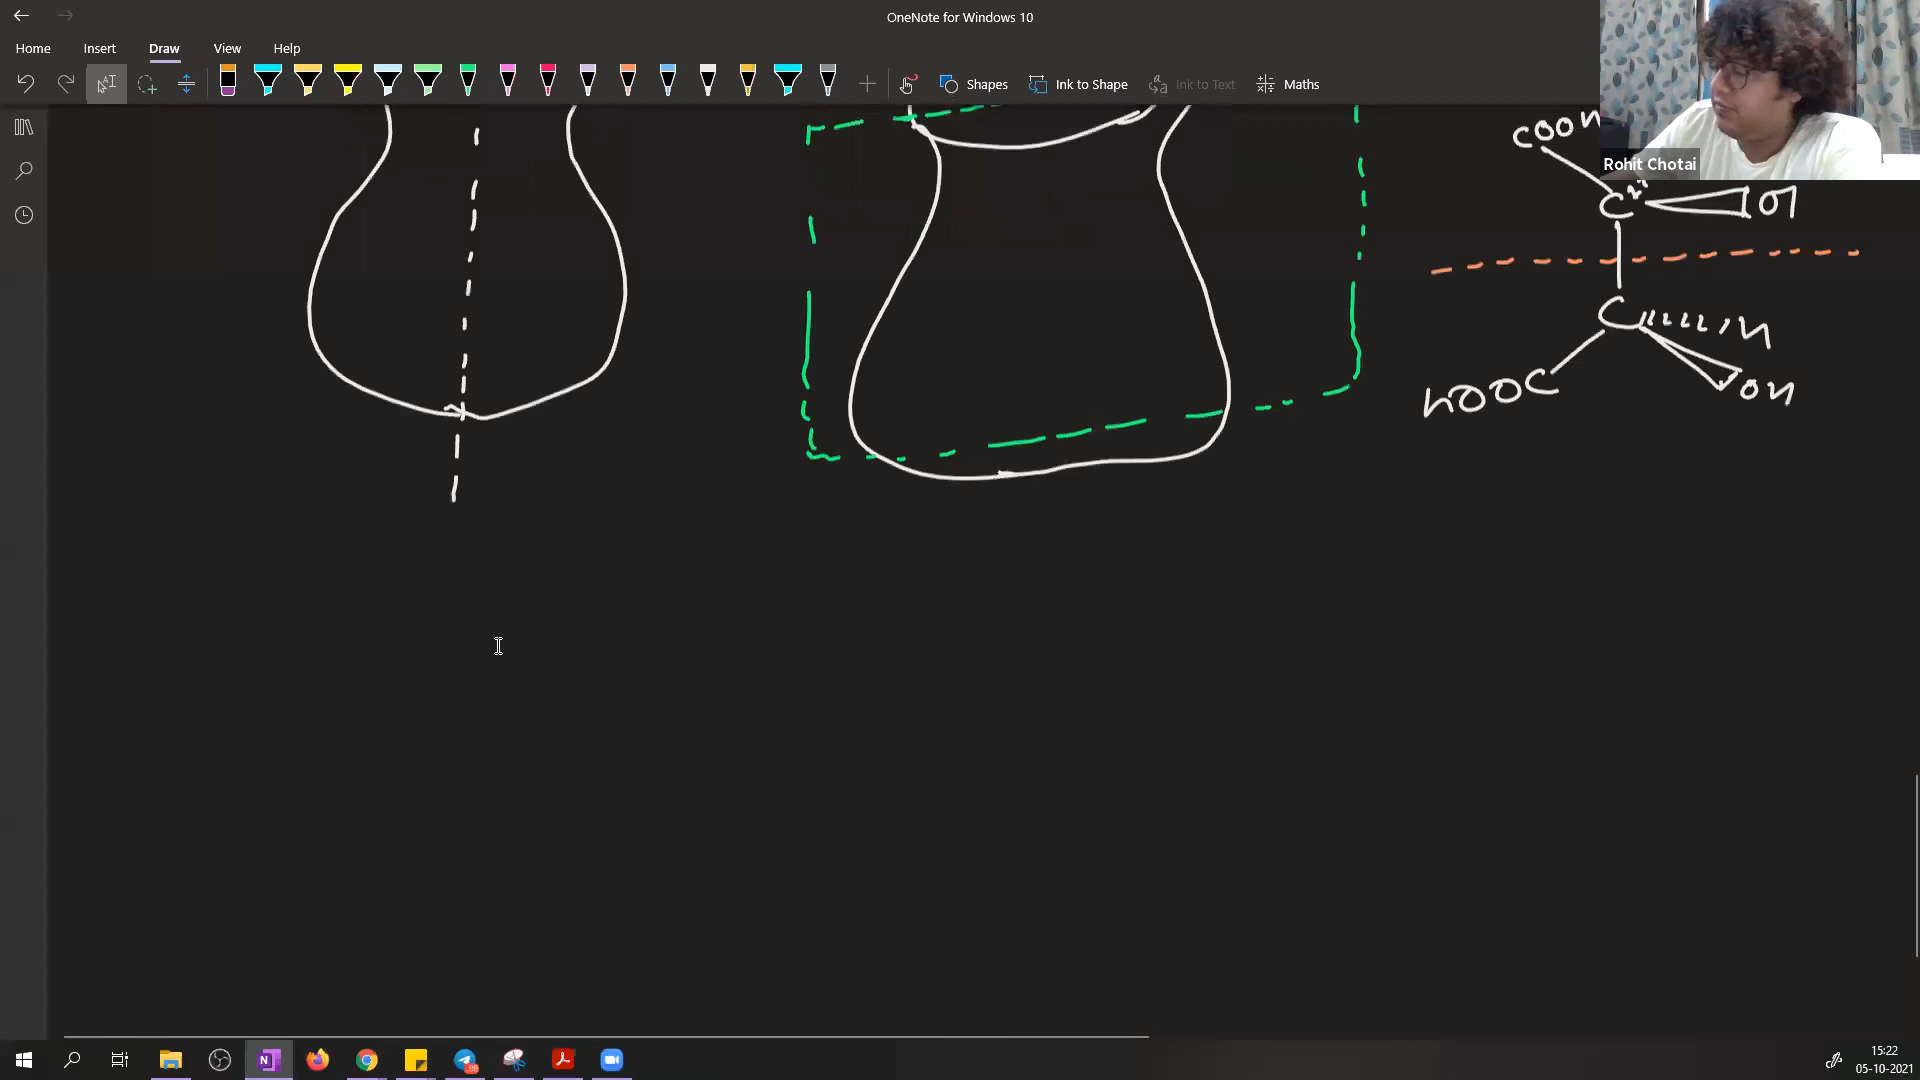 OneNote for Windows 10
Home Insert Draw View Help
Shapes Ink to Shape Ink to Text Maths
Rohit Chotai
COOH
C OH
C H
HOOC OH
98
15:22
05-10-2021